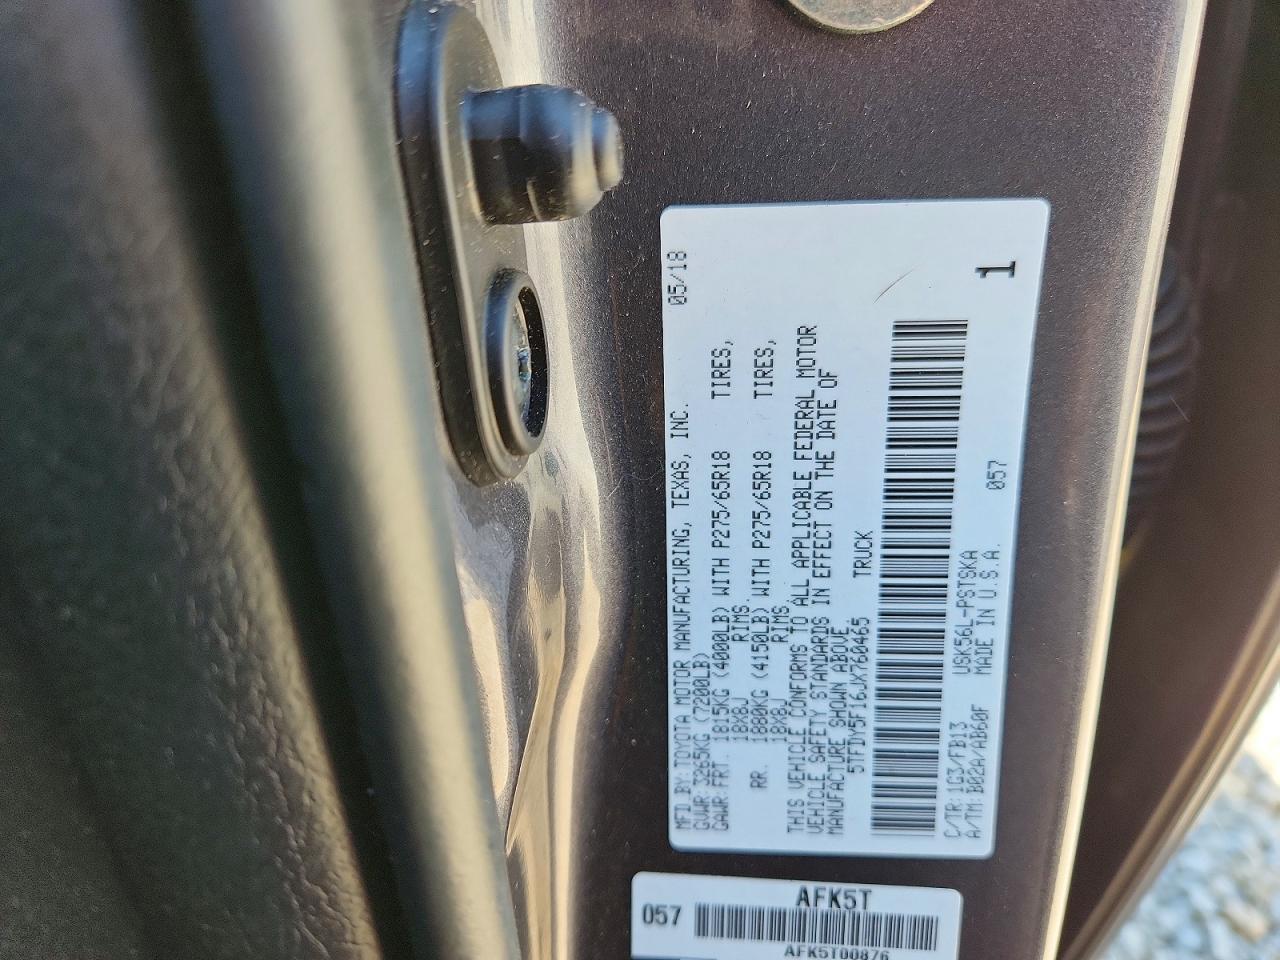 MFD.BY:TOYOTA MOTOR MANUFACTURING, TEXAS, INC. 05/18
GVWR:3265KG(7200LB)
GAWR:FRT. 1815KG (4000LB) WITH P275/65R18 TIRES,
18X8J RIMS.
RR. 1880KG (4150LB) WITH P275/65R18 TIRES,
18X8J RIMS
THIS VEHICLE CONFORMS TO ALL APPLICABLE FEDERAL MOTOR
VEHICLE SAFETY STANDARDS IN EFFECT ON THE DATE OF
MANUFACTURE SHOWN ABOVE
5TFDY5F16JX760465 TRUCK
C/TR:1G3/FB13 USK56L-PSTSKA 057
A/TM:B02A/AB60F MADE IN U.S.A.
1
AFK5T
057
AFK5T00876